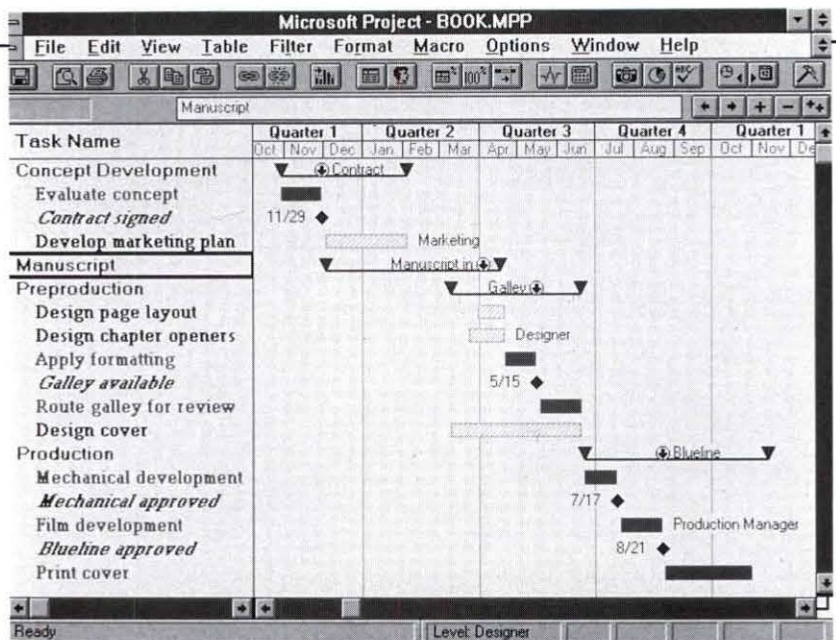 Microsoft Project - BOOK.MPP
File Edit View Table Filter Format Macro Options Window Help
Manuscript
Task Name
Quarter 1 Quarter 2 Quarter 3 Quarter 4 Quarter 1
Oct Nov Dec Jan Feb Mar Apr May Jun Jul Aug Sep Oct Nov De
Concept Development Contract
Evaluate concept
Contract signed 11/29
Develop marketing plan Marketing
Manuscript Manuscript in
Preproduction Galley
Design page layout
Design chapter openers Designer
Apply formatting
Galley available 5/15
Route galley for review
Design cover
Production Blueline
Mechanical development
Mechanical approved 7/17
Film development Production Manager
Blueline approved 8/21
Print cover
Ready Level Designer